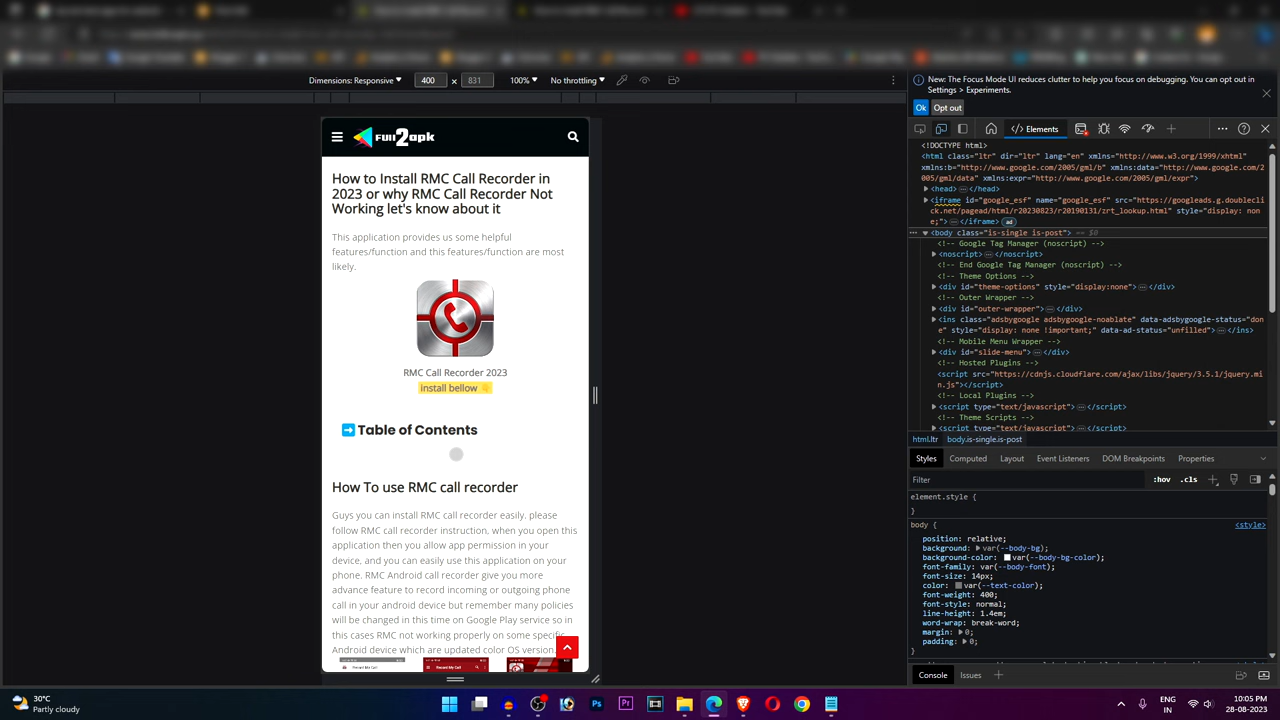 Dimensions: Responsive 400 × 831 100% No throttling
FULL2apk
How to Install RMC Call Recorder in
2023 or why RMC Call Recorder Not
Working let's know about it
This application provides us some helpful
features/function and this features/function are most
likely.
RMC Call Recorder 2023
install bellow 👇
➡️ Table of Contents
How To use RMC call recorder
Guys you can install RMC call recorder easily. please
follow RMC call recorder instruction, when you open this
application then you allow app permission in your
device, and you can easily use this application on your
phone. RMC Android call recorder give you more
advance feature to record incoming or outgoing phone
call in your android device but remember many policies
will be changed in this time on Google Play service so in
this cases RMC not working properly on some specific
Android device which are updated color OS version.
Record My Call
New: The Focus Mode UI reduces clutter to help you focus on debugging. You can opt out in
Settings > Experiments.
Ok Opt out
</> Elements
<!DOCTYPE html>
<html class="ltr" dir="ltr" lang="en" xmlns="http://www.w3.org/1999/xhtml"
xmlns:b="http://www.google.com/2005/gml/b" xmlns:data="http://www.google.com/2
005/gml/data" xmlns:expr="http://www.google.com/2005/gml/expr">
<head> ⋯ </head>
<iframe id="google_esf" name="google_esf" src="https://googleads.g.doubleclic
k.net/pagead/html/r20230823/r20190131/zrt_lookup.html" style="display: non
e;"> ⋯ </iframe> ad
⋯ <body class="is-single is-post"> == $0
<!-- Google Tag Manager (noscript) -->
<noscript> ⋯ </noscript>
<!-- End Google Tag Manager (noscript) -->
<!-- Theme Options -->
<div id="theme-options" style="display:none"> ⋯ </div>
<!-- Outer Wrapper -->
<div id="outer-wrapper"> ⋯ </div>
<ins class="adsbygoogle adsbygoogle-noablate" data-adsbygoogle-status="don
e" style="display: none !important;" data-ad-status="unfilled"> ⋯ </ins>
<!-- Mobile Menu Wrapper -->
<div id="slide-menu"> ⋯ </div>
<!-- Hosted Plugins -->
<script src="https://cdnjs.cloudflare.com/ajax/libs/jquery/3.5.1/jquery.mi
n.js"></script>
<!-- Local Plugins -->
<script type="text/javascript"> ⋯ </script>
<!-- Theme Scripts -->
<script type="text/javascript"> ⋯ </script>
html.ltr body.is-single.is-post
Styles Computed Layout Event Listeners DOM Breakpoints Properties
Filter :hov .cls
element.style {
}
body { <style>
position: relative;
background: var(--body-bg);
background-color: var(--body-bg-color);
font-family: var(--body-font);
font-size: 14px;
color: var(--text-color);
font-weight: 400;
font-style: normal;
line-height: 1.4em;
word-wrap: break-word;
margin: 0;
padding: 0;
}
Console Issues
30°C
Partly cloudy
ENG
IN
10:05 PM
28-08-2023